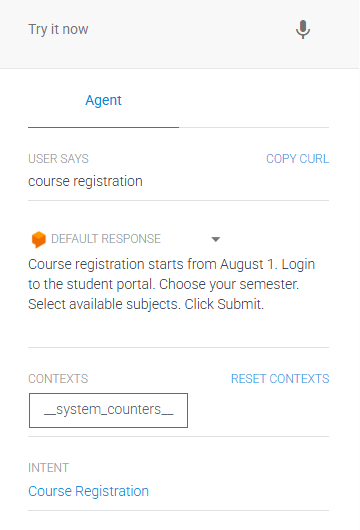 Try it now
Agent
USER SAYS COPY CURL
course registration
DEFAULT RESPONSE
Course registration starts from August 1. Login
to the student portal. Choose your semester.
Select available subjects. Click Submit.
CONTEXTS RESET CONTEXTS
__system_counters__
INTENT
Course Registration